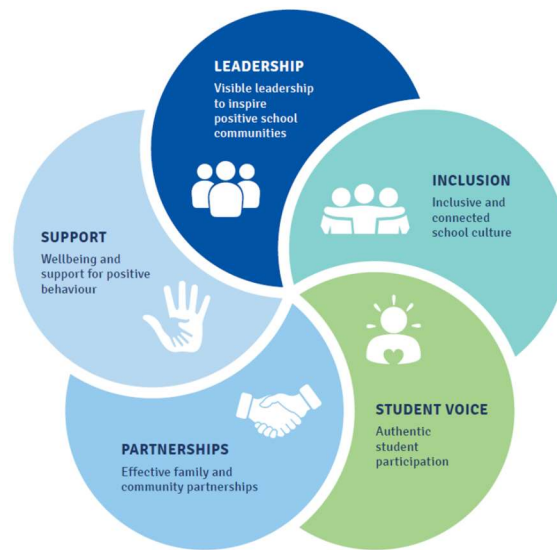 LEADERSHIP
Visible leadership
to inspire
positive school
communities
INCLUSION
Inclusive and
connected
school culture
STUDENT VOICE
Authentic
student
participation
PARTNERSHIPS
Effective family and
community partnerships
SUPPORT
Wellbeing and
support for positive
behaviour